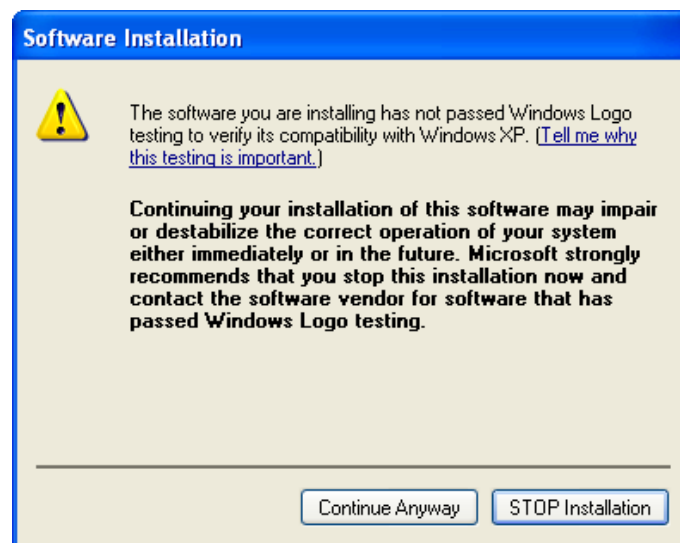 Software Installation
The software you are installing has not passed Windows Logo
testing to verify its compatibility with Windows XP. (Tell me why
this testing is important.)
Continuing your installation of this software may impair
or destabilize the correct operation of your system
either immediately or in the future. Microsoft strongly
recommends that you stop this installation now and
contact the software vendor for software that has
passed Windows Logo testing.
Continue Anyway
STOP Installation